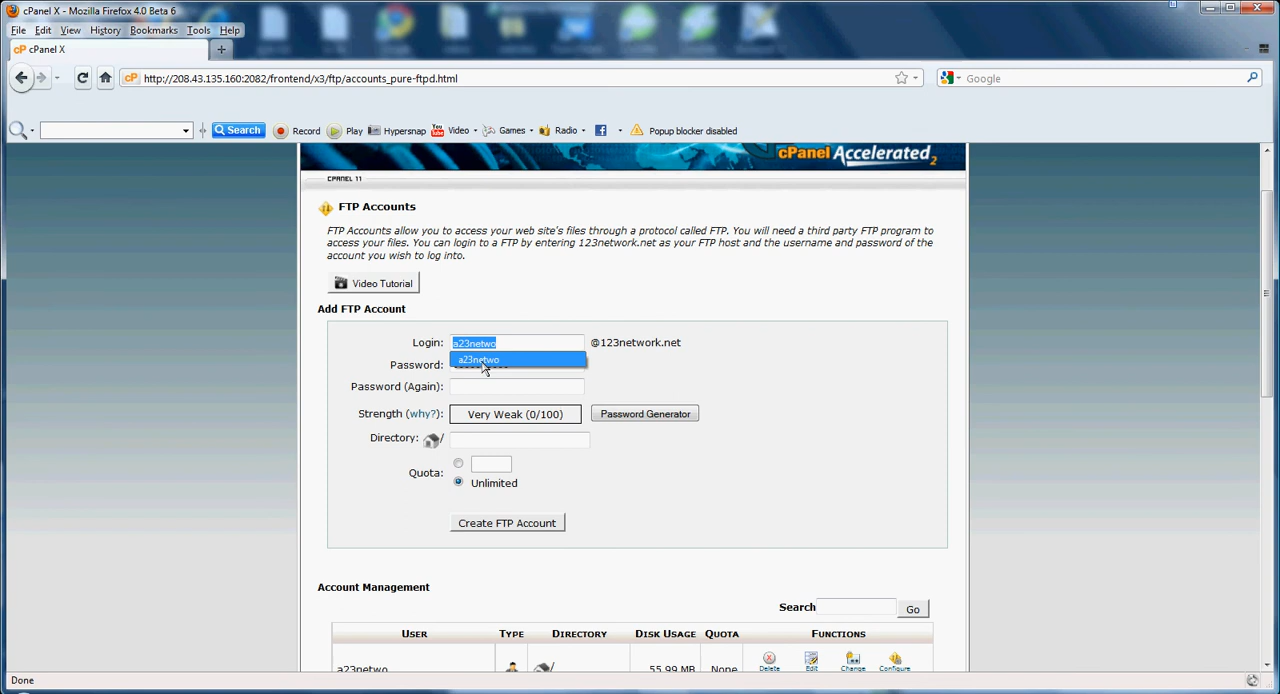 cPanel X - Mozilla Firefox 4.0 Beta 6
File Edit View History Bookmarks Tools Help
cP cPanel X +
cP http://208.43.135.160:2082/frontend/x3/ftp/accounts_pure-ftpd.html Google
Search Record Play Hypersnap You Tube Video Games Radio Popup blocker disabled
cPanel Accelerated2
CPANEL 11
FTP Accounts
FTP Accounts allow you to access your web site's files through a protocol called FTP. You will need a third party FTP program to
access your files. You can login to a FTP by entering 123network.net as your FTP host and the username and password of the
account you wish to log into.
Video Tutorial
Add FTP Account
Login: a23netwo @123network.net
a23netwo
Password:
Password (Again):
Strength (why?): Very Weak (0/100) Password Generator
Directory: /
Quota:
Unlimited
Create FTP Account
Account Management
Search Go
USER TYPE DIRECTORY DISK USAGE QUOTA FUNCTIONS
a23netwo / 55.99 MB None Delete Edit Change Configure
Done